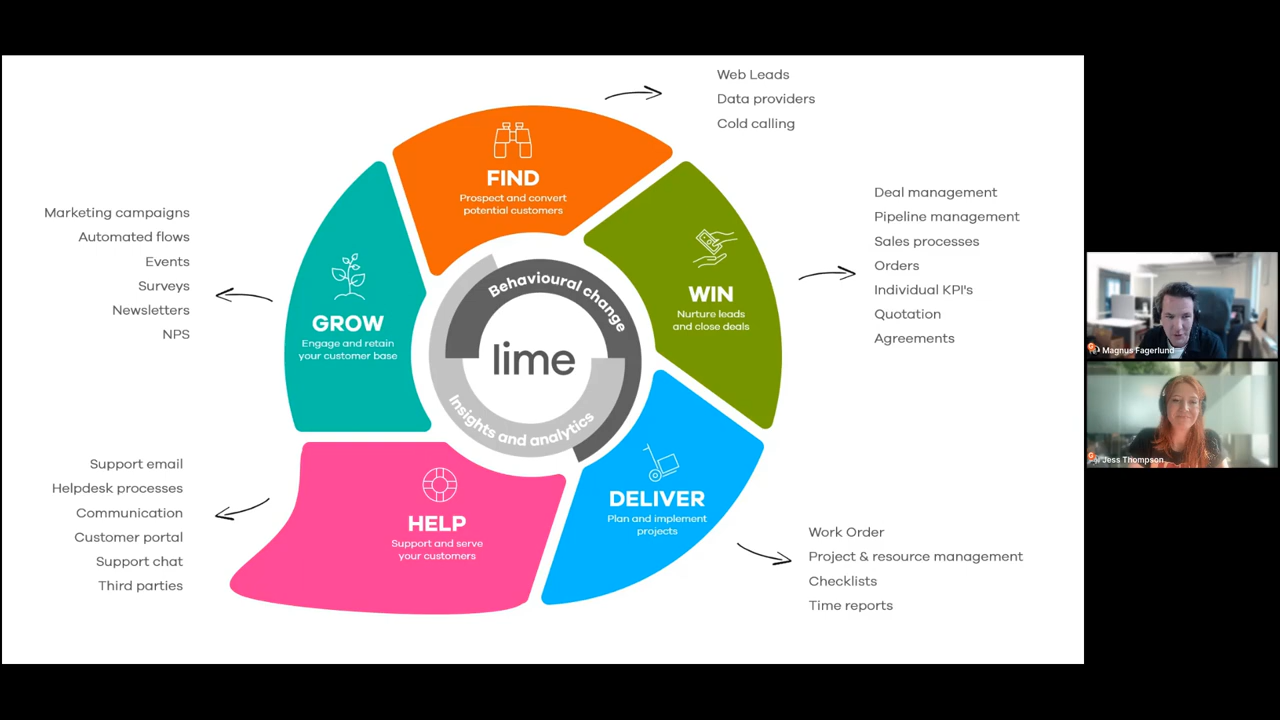 Web Leads
Data providers
Cold calling
FIND
Prospect and convert
potential customers
Deal management
Pipeline management
Sales processes
Orders
Individual KPI's
Quotation
Agreements
WIN
Nurture leads
and close deals
Marketing campaigns
Automated flows
Events
Surveys
Newsletters
NPS
GROW
Engage and retain
your customer base
Behavioural change
lime
Insights and analytics
Support email
Helpdesk processes
Communication
Customer portal
Support chat
Third parties
HELP
Support and serve
your customers
DELIVER
Plan and implement
projects
Work Order
Project & resource management
Checklists
Time reports
Magnus Fagerlund
Jess Thompson